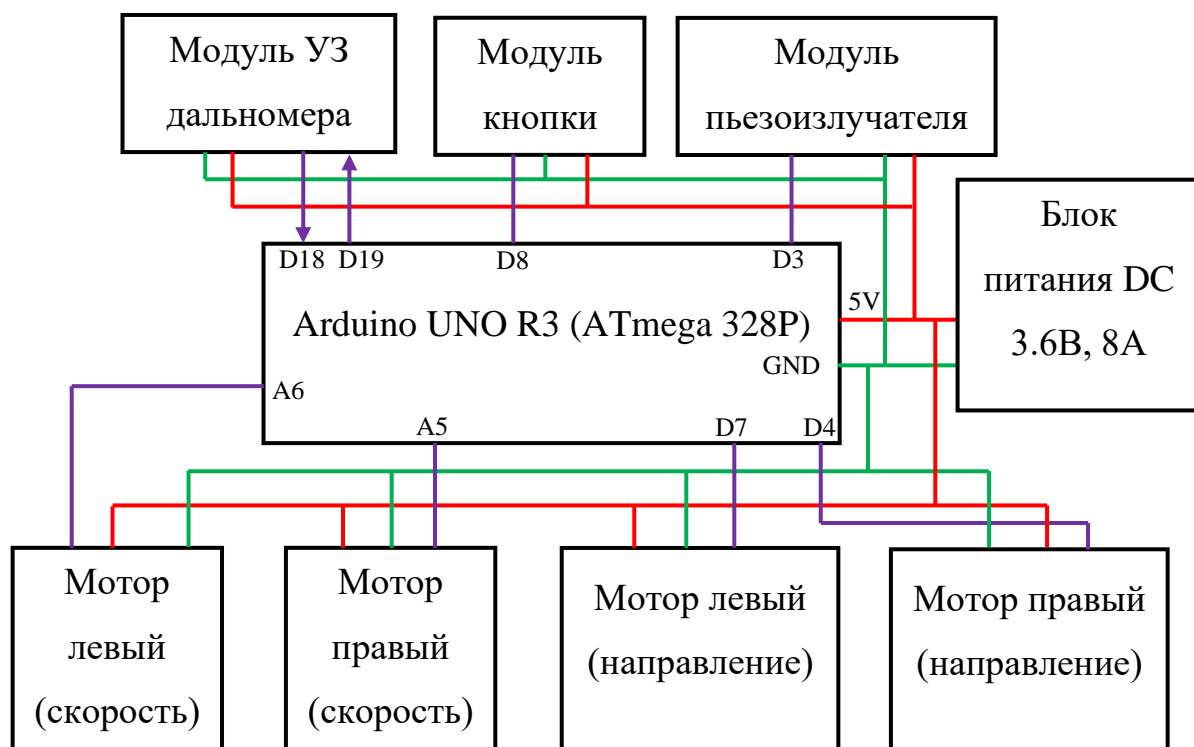 Модуль УЗ
дальномера
Модуль
кнопки
Модуль
пьезоизлучателя
Блок
питания DC
3.6В, 8А
D18
D19
D8
D3
5V
Arduino UNO R3 (ATmega 328P)
GND
A6
A5
D7
D4
Мотор
левый
(скорость)
Мотор
правый
(скорость)
Мотор левый
(направление)
Мотор правый
(направление)